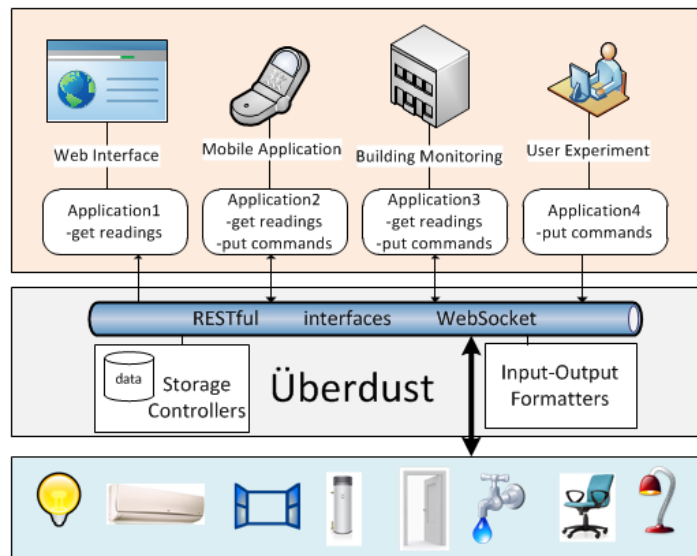 Web Interface
Mobile Application
Building Monitoring
User Experiment
Application1
-get readings
Application2
-get readings
-put commands
Application3
-get readings
-put commands
Application4
-put commands
RESTful interfaces WebSocket
data
Storage
Controllers
Überdust
Input-Output
Formatters